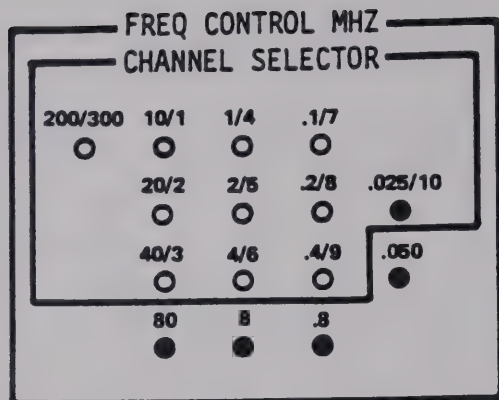 FREQ CONTROL MHZ
CHANNEL SELECTOR
200/300 10/1 1/4 .1/7
20/2 2/5 .2/8 .025/10
40/3 4/6 .4/9 .050
80 8 .8